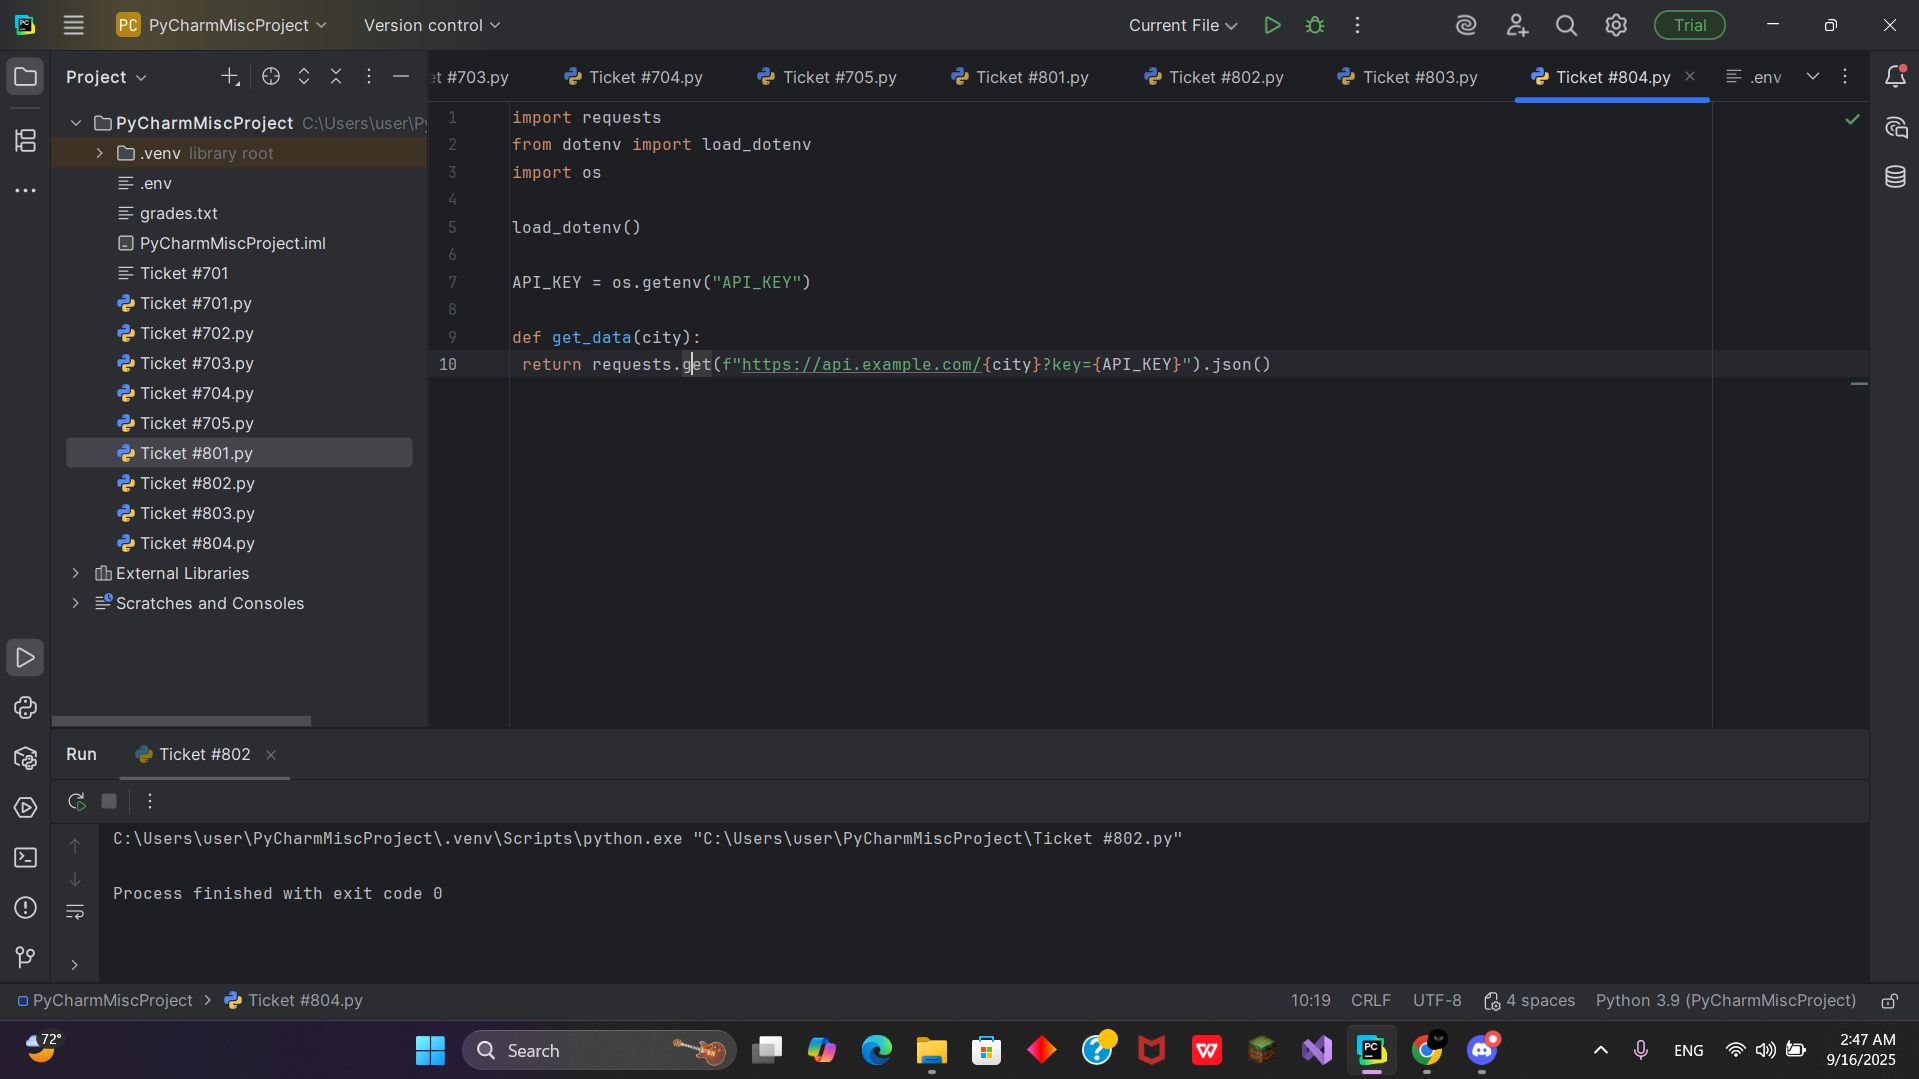 PC PyCharmMiscProject Version control Current File Trial
Project
et #703.py Ticket #704.py Ticket #705.py Ticket #801.py Ticket #802.py Ticket #803.py Ticket #804.py .env
PyCharmMiscProject C:\Users\user\Py
.venv library root
.env
grades.txt
PyCharmMiscProject.iml
Ticket #701
Ticket #701.py
Ticket #702.py
Ticket #703.py
Ticket #704.py
Ticket #705.py
Ticket #801.py
Ticket #802.py
Ticket #803.py
Ticket #804.py
External Libraries
Scratches and Consoles
1 import requests
2 from dotenv import load_dotenv
3 import os
4
5 load_dotenv()
6
7 API_KEY = os.getenv("API_KEY")
8
9 def get_data(city):
10 return requests.get(f"https://api.example.com/{city}?key={API_KEY}").json()
Run Ticket #802
C:\Users\user\PyCharmMiscProject\.venv\Scripts\python.exe "C:\Users\user\PyCharmMiscProject\Ticket #802.py"
Process finished with exit code 0
PyCharmMiscProject > Ticket #804.py 10:19 CRLF UTF-8 4 spaces Python 3.9 (PyCharmMiscProject)
72° Search ENG 2:47 AM
9/16/2025